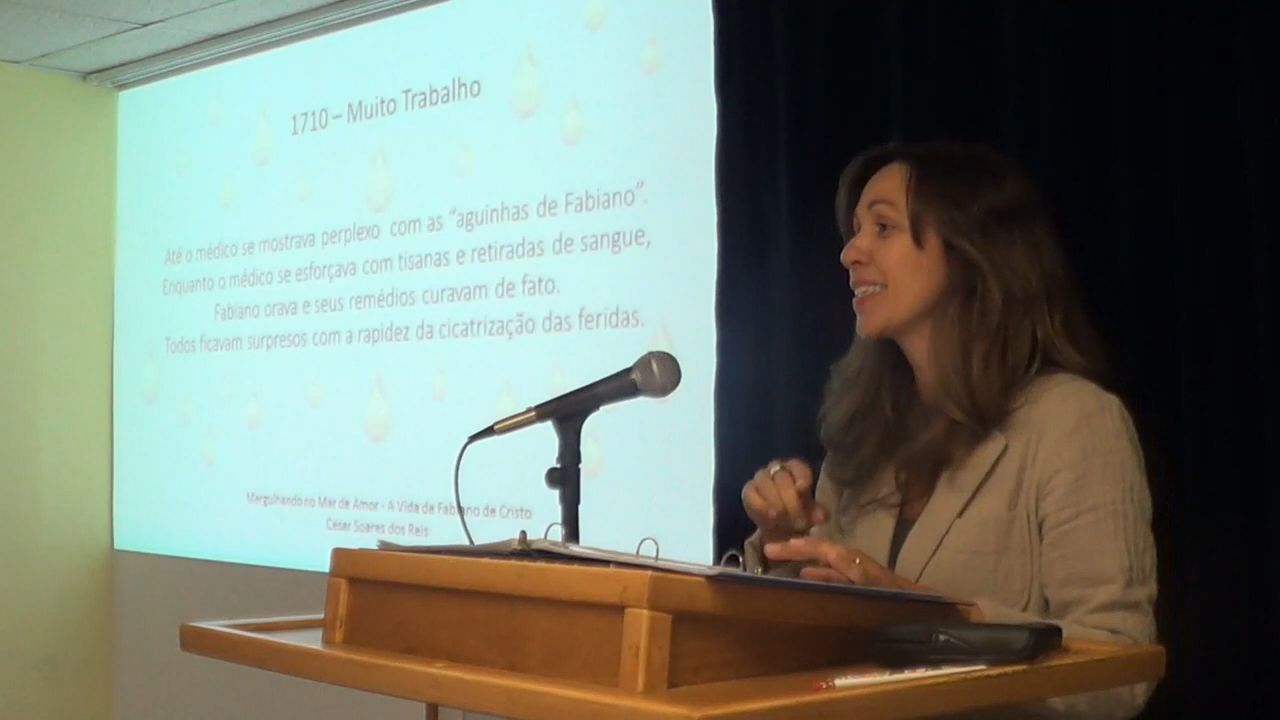 1710 – Muito Trabalho
Até o médico se mostrava perplexo com as “aguinhas de Fabiano”.
Enquanto o médico se esforçava com tisanas e retiradas de sangue,
Fabiano orava e seus remédios curavam de fato.
Todos ficavam surpresos com a rapidez da cicatrização das feridas.
Mergulhando no Mar de Amor - A Vida de Fabiano de Cristo
César Soares dos Reis